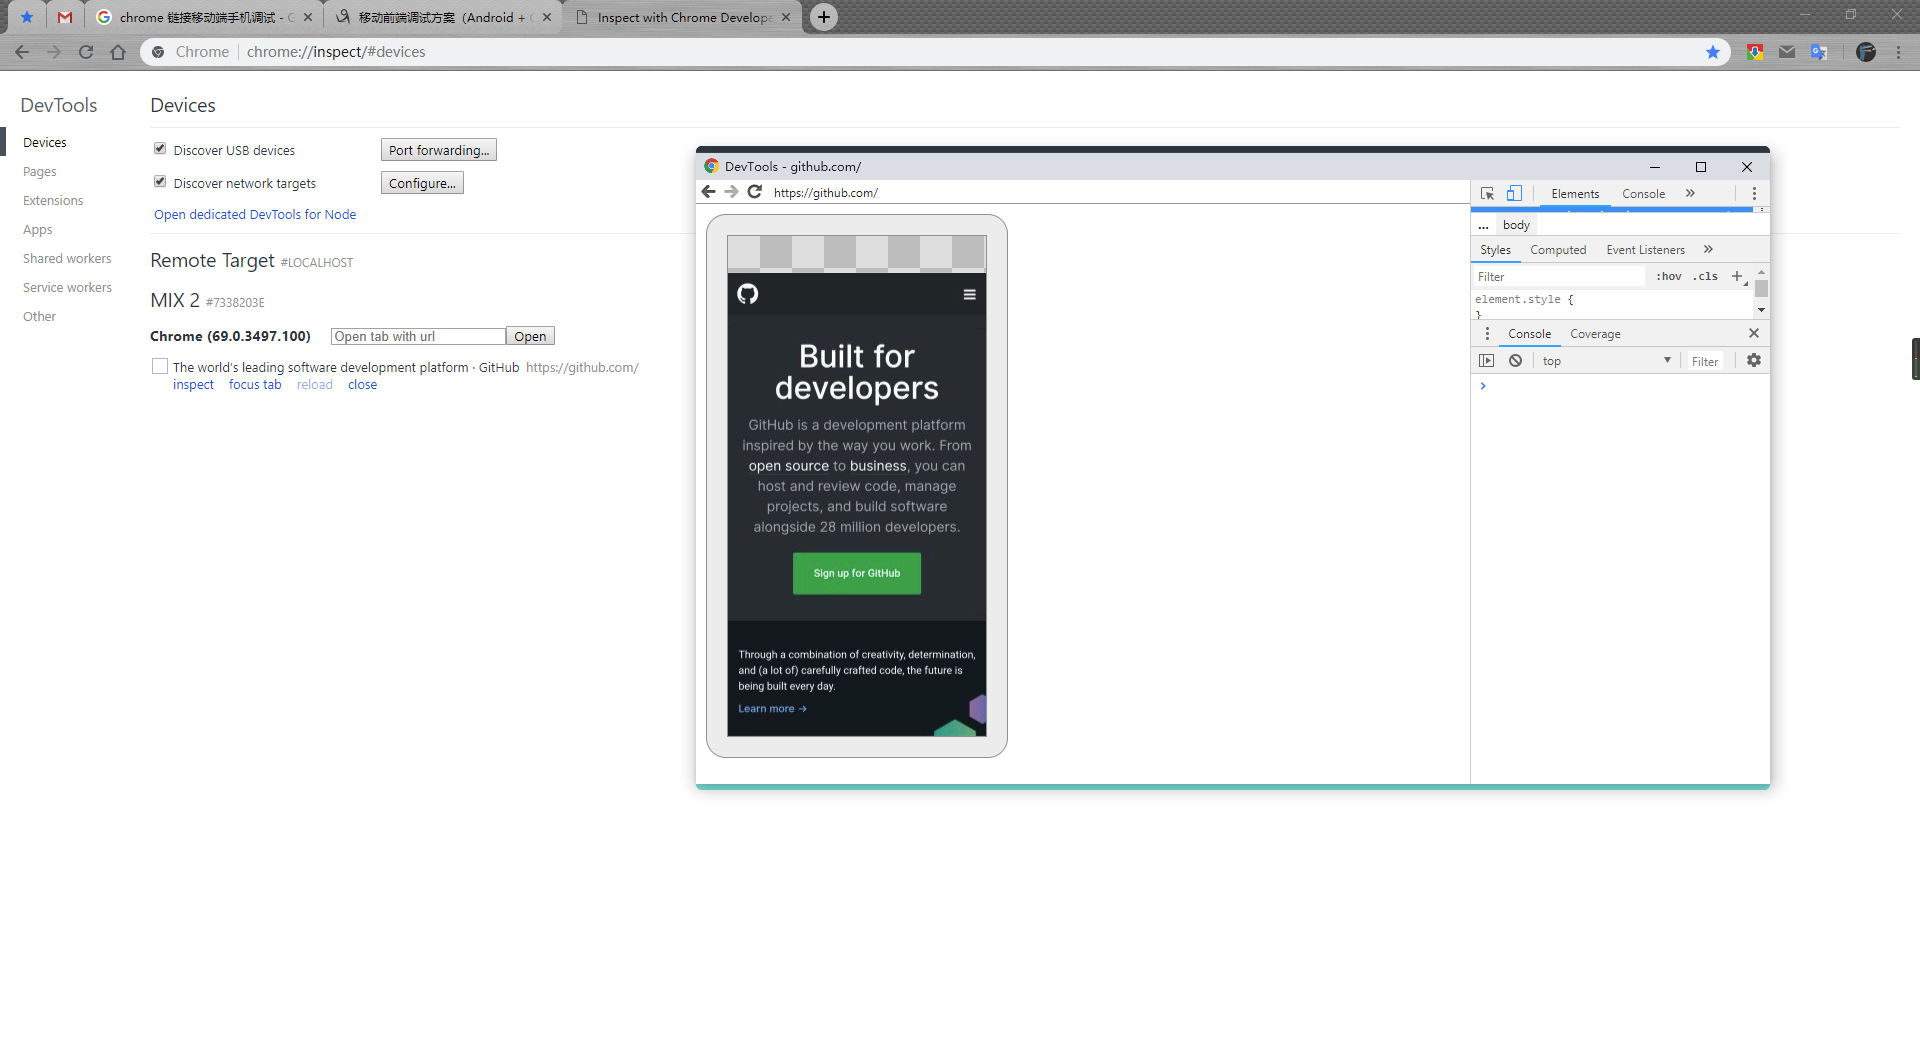 chrome 链接移动端手机调试 - G
移动前端调试方案（Android +
Inspect with Chrome Develope
Chrome
chrome://inspect/#devices
DevTools
Devices
Pages
Extensions
Apps
Shared workers
Service workers
Other
Devices
Discover USB devices
Port forwarding...
Discover network targets
Configure...
Open dedicated DevTools for Node
Remote Target #LOCALHOST
MIX 2 #7338203E
Chrome (69.0.3497.100)
Open tab with url
Open
The world's leading software development platform · GitHub https://github.com/
inspect focus tab reload close
DevTools - github.com/
https://github.com/
Built for
developers
GitHub is a development platform
inspired by the way you work. From
open source to business, you can
host and review code, manage
projects, and build software
alongside 28 million developers.
Sign up for GitHub
Through a combination of creativity, determination,
and (a lot of) carefully crafted code, the future is
being built every day.
Learn more →
Elements Console »
... body
Styles Computed Event Listeners »
Filter :hov .cls +
element.style {
}
Console Coverage
top Filter